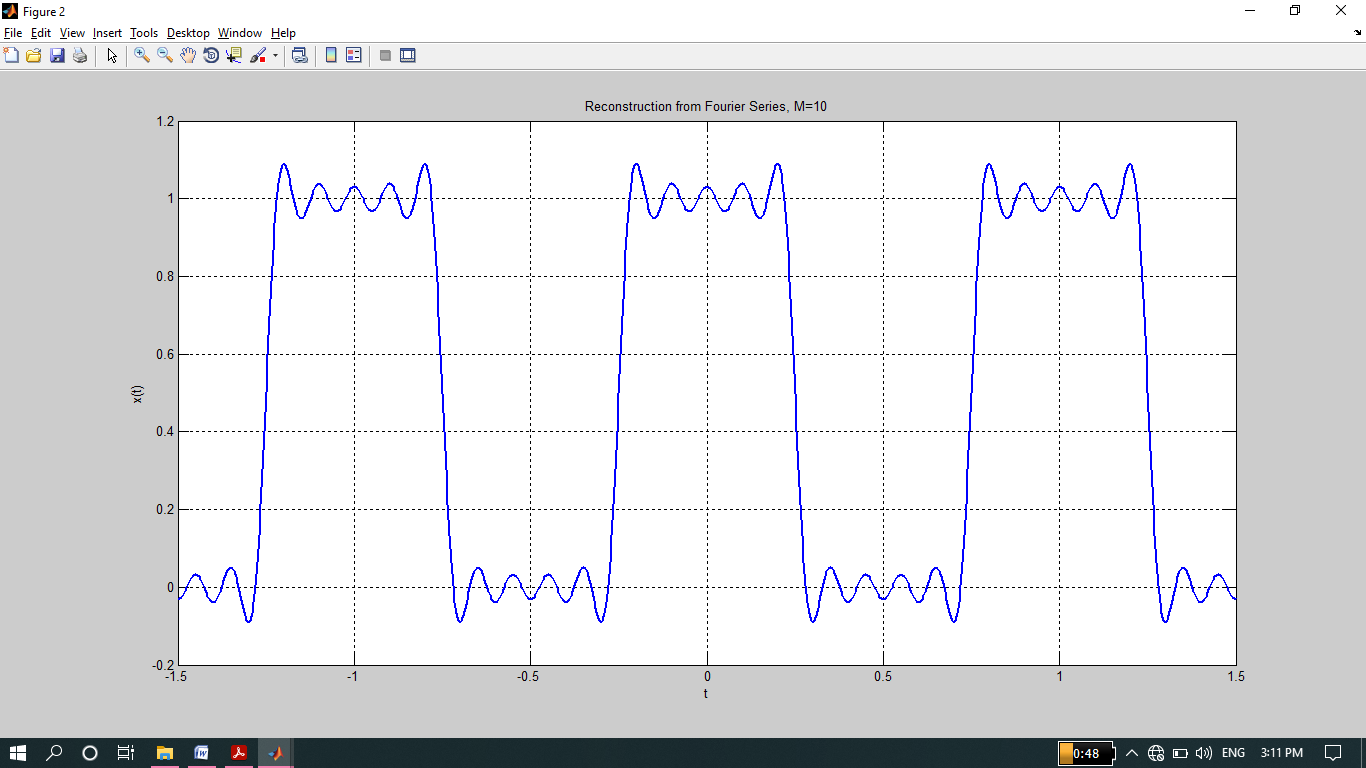 Figure 2
File Edit View Insert Tools Desktop Window Help
Reconstruction from Fourier Series, M=10
1.2
1
0.8
0.6
x(t)
0.4
0.2
0
-0.2
-1.5 -1 -0.5 0 0.5 1 1.5
t
0:48 ENG 3:11 PM